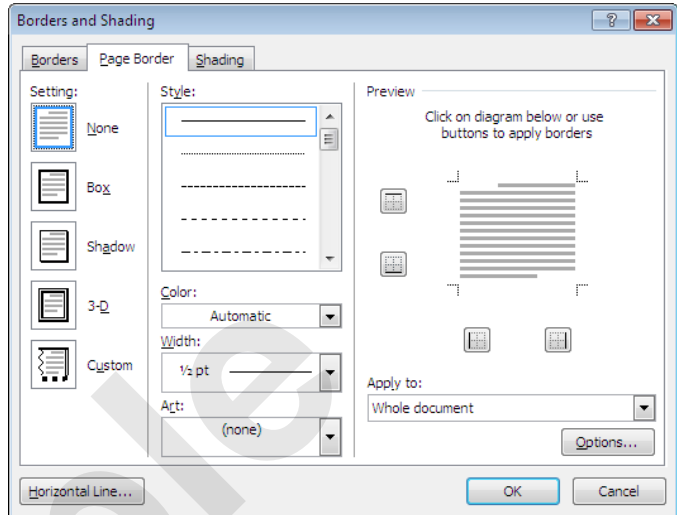 Borders and Shading
Borders Page Border Shading
Setting:
None
Box
Shadow
3-D
Custom
Style:
Color:
Automatic
Width:
½ pt
Art:
(none)
Preview
Click on diagram below or use
buttons to apply borders
Apply to:
Whole document
Options...
Horizontal Line...
OK Cancel